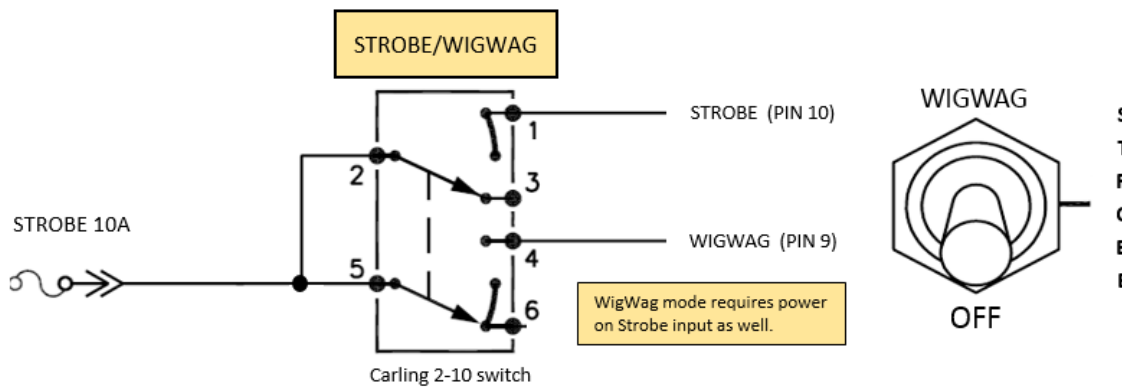 STROBE/WIGWAG
STROBE (PIN 10)
1
2
3
STROBE 10A
WIGWAG (PIN 9)
4
5
6
WigWag mode requires power
on Strobe input as well.
Carling 2-10 switch
WIGWAG
OFF